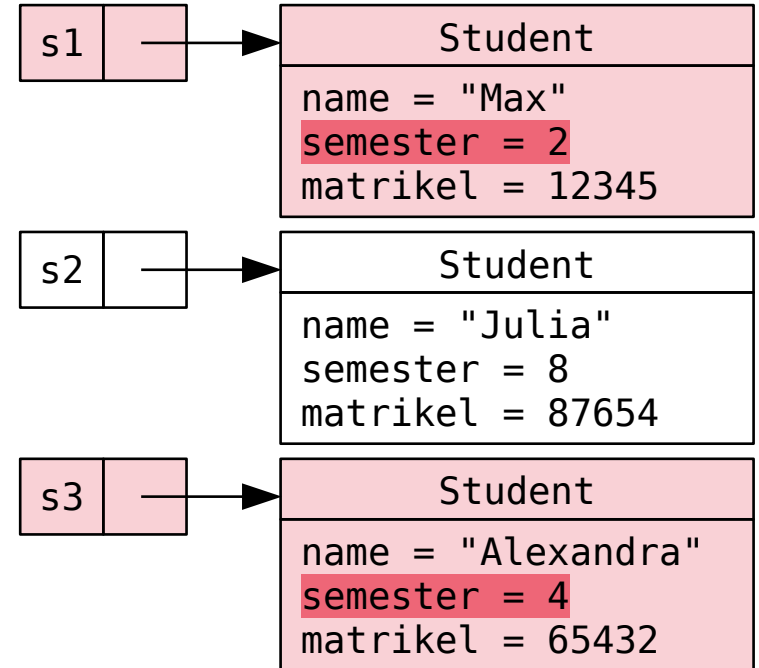 s1
Student
name = "Max"
semester = 2
matrikel = 12345
s2
Student
name = "Julia"
semester = 8
matrikel = 87654
s3
Student
name = "Alexandra"
semester = 4
matrikel = 65432